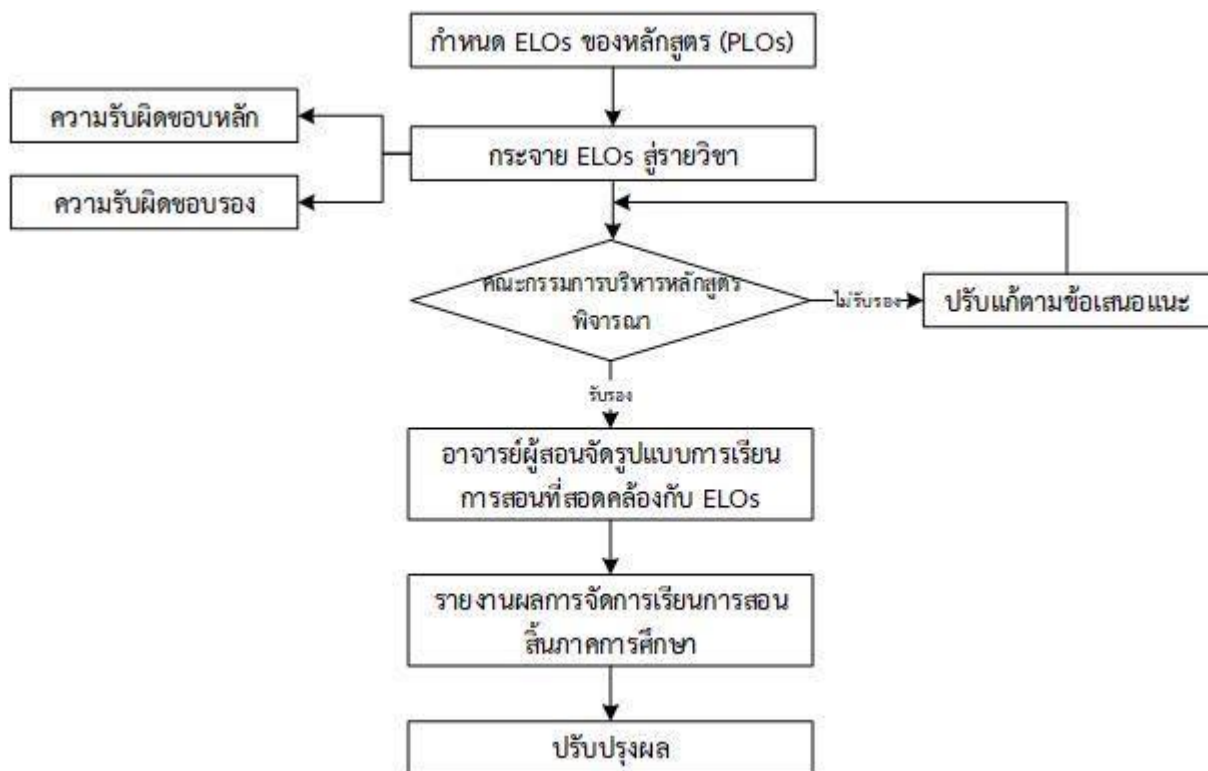 กำหนด ELOs ของหลักสูตร (PLOs)
ความรับผิดชอบหลัก
กระจาย ELOs สู่รายวิชา
ความรับผิดชอบรอง
คณะกรรมการบริหารหลักสูตร
พิจารณา
ไม่รับรอง
ปรับแก้ตามข้อเสนอแนะ
รับรอง
อาจารย์ผู้สอนจัดรูปแบบการเรียน
การสอนที่สอดคล้องกับ ELOs
รายงานผลการจัดการเรียนการสอน
สิ้นภาคการศึกษา
ปรับปรุงผล